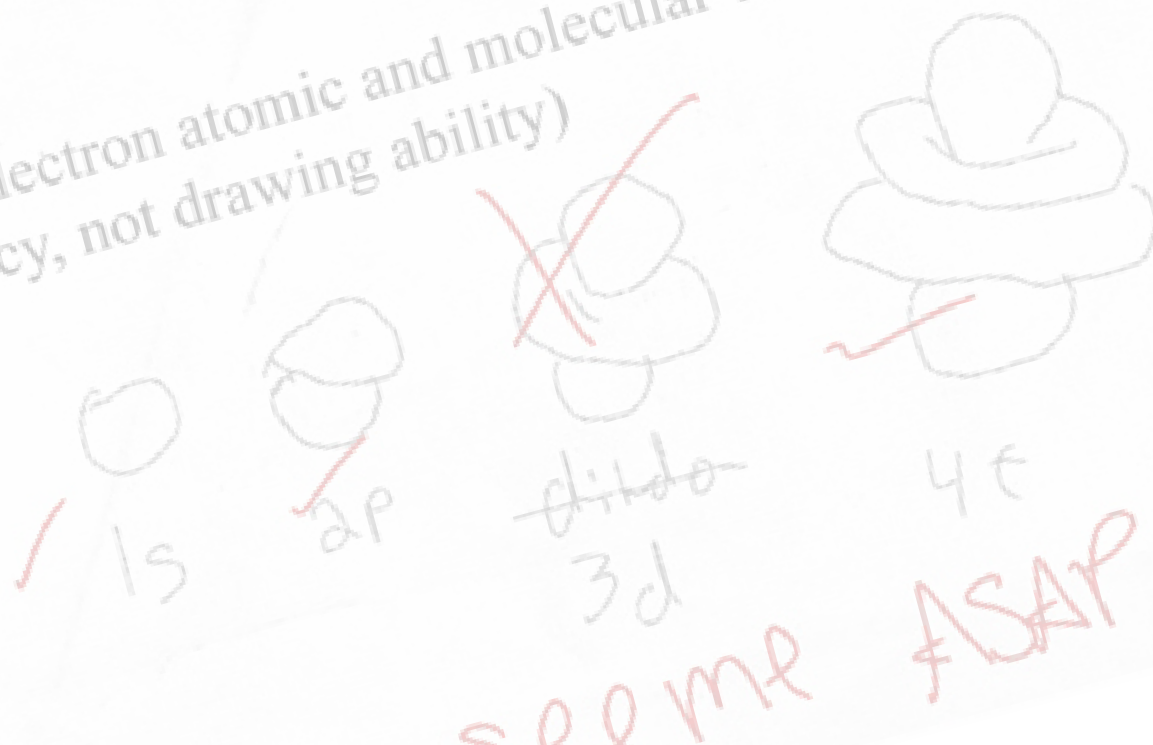 lectron atomic and molecular
cy, not drawing ability)
1s 2p dildo 4f
3d
see me ASAP